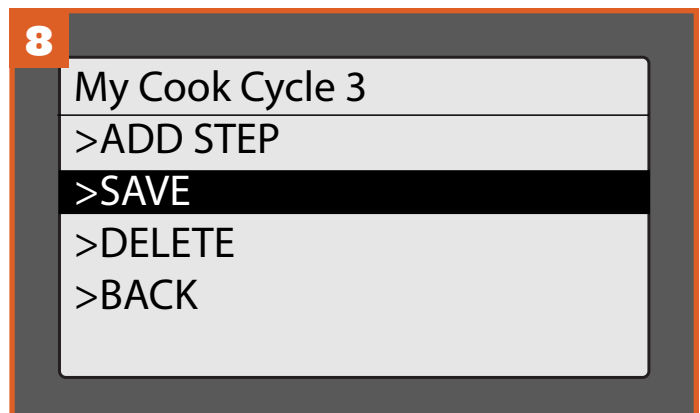 8
My Cook Cycle 3
>ADD STEP
>SAVE
>DELETE
>BACK